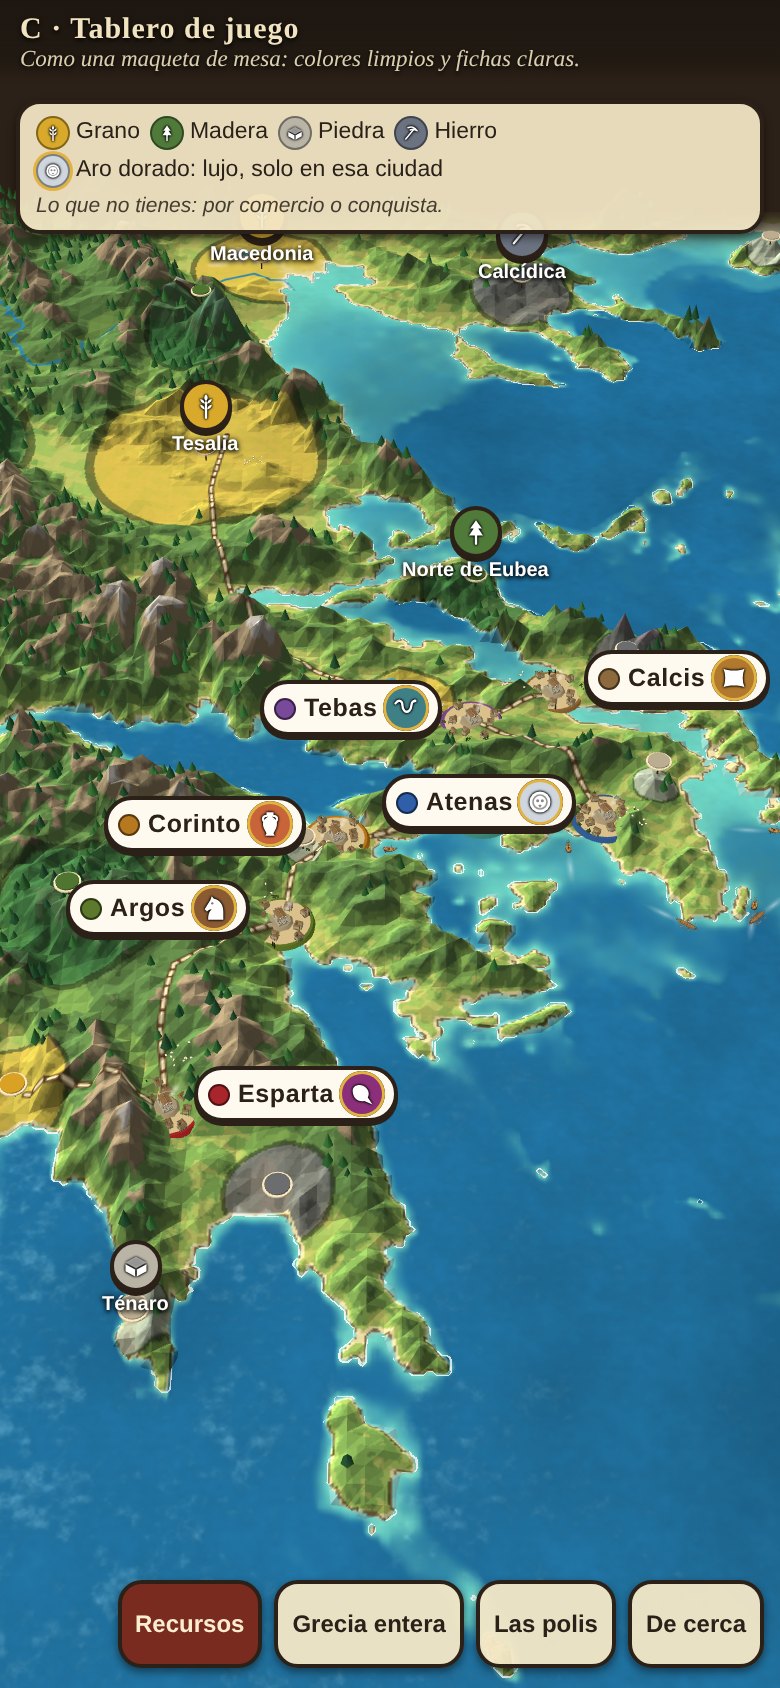 C · Tablero de juego
Como una maqueta de mesa: colores limpios y fichas claras.
Grano Madera Piedra Hierro
Aro dorado: lujo, solo en esa ciudad
Lo que no tienes: por comercio o conquista.
Macedonia
Calcídica
Tesalia
Norte de Eubea
Calcis
Tebas
Atenas
Corinto
Argos
Esparta
Ténaro
Recursos Grecia entera Las polis De cerca